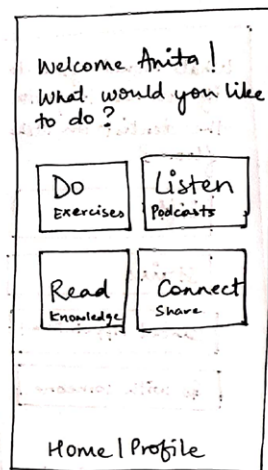 Welcome Anita!
What would you like
to do?
Do
Exercises
Listen
Podcasts
Read
Knowledge
Connect
Share
Home | Profile